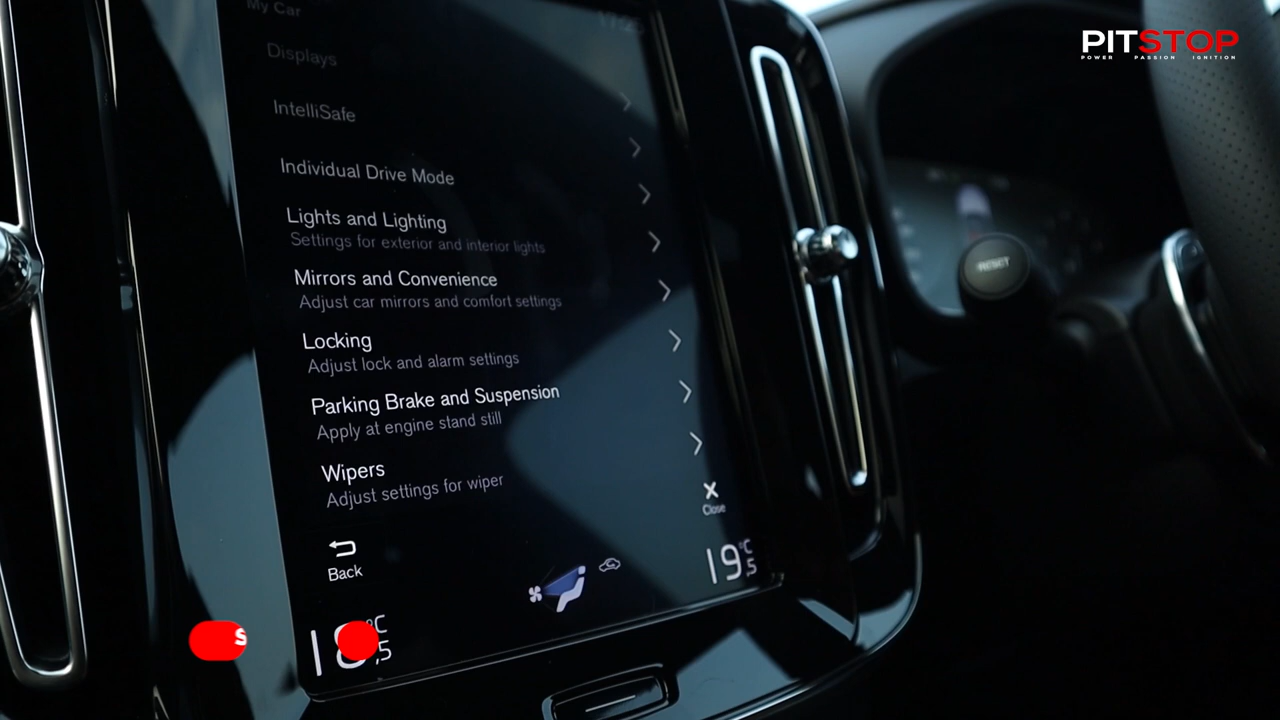 My Car
PITSTOP
POWER PASSION IGNITION
Displays
IntelliSafe
Individual Drive Mode
Lights and Lighting
Settings for exterior and interior lights
Mirrors and Convenience
Adjust car mirrors and comfort settings
Locking
Adjust lock and alarm settings
Parking Brake and Suspension
Apply at engine stand still
Wipers
Adjust settings for wiper
RESET
Close
Back
19,5 °C
18,5 °C
S